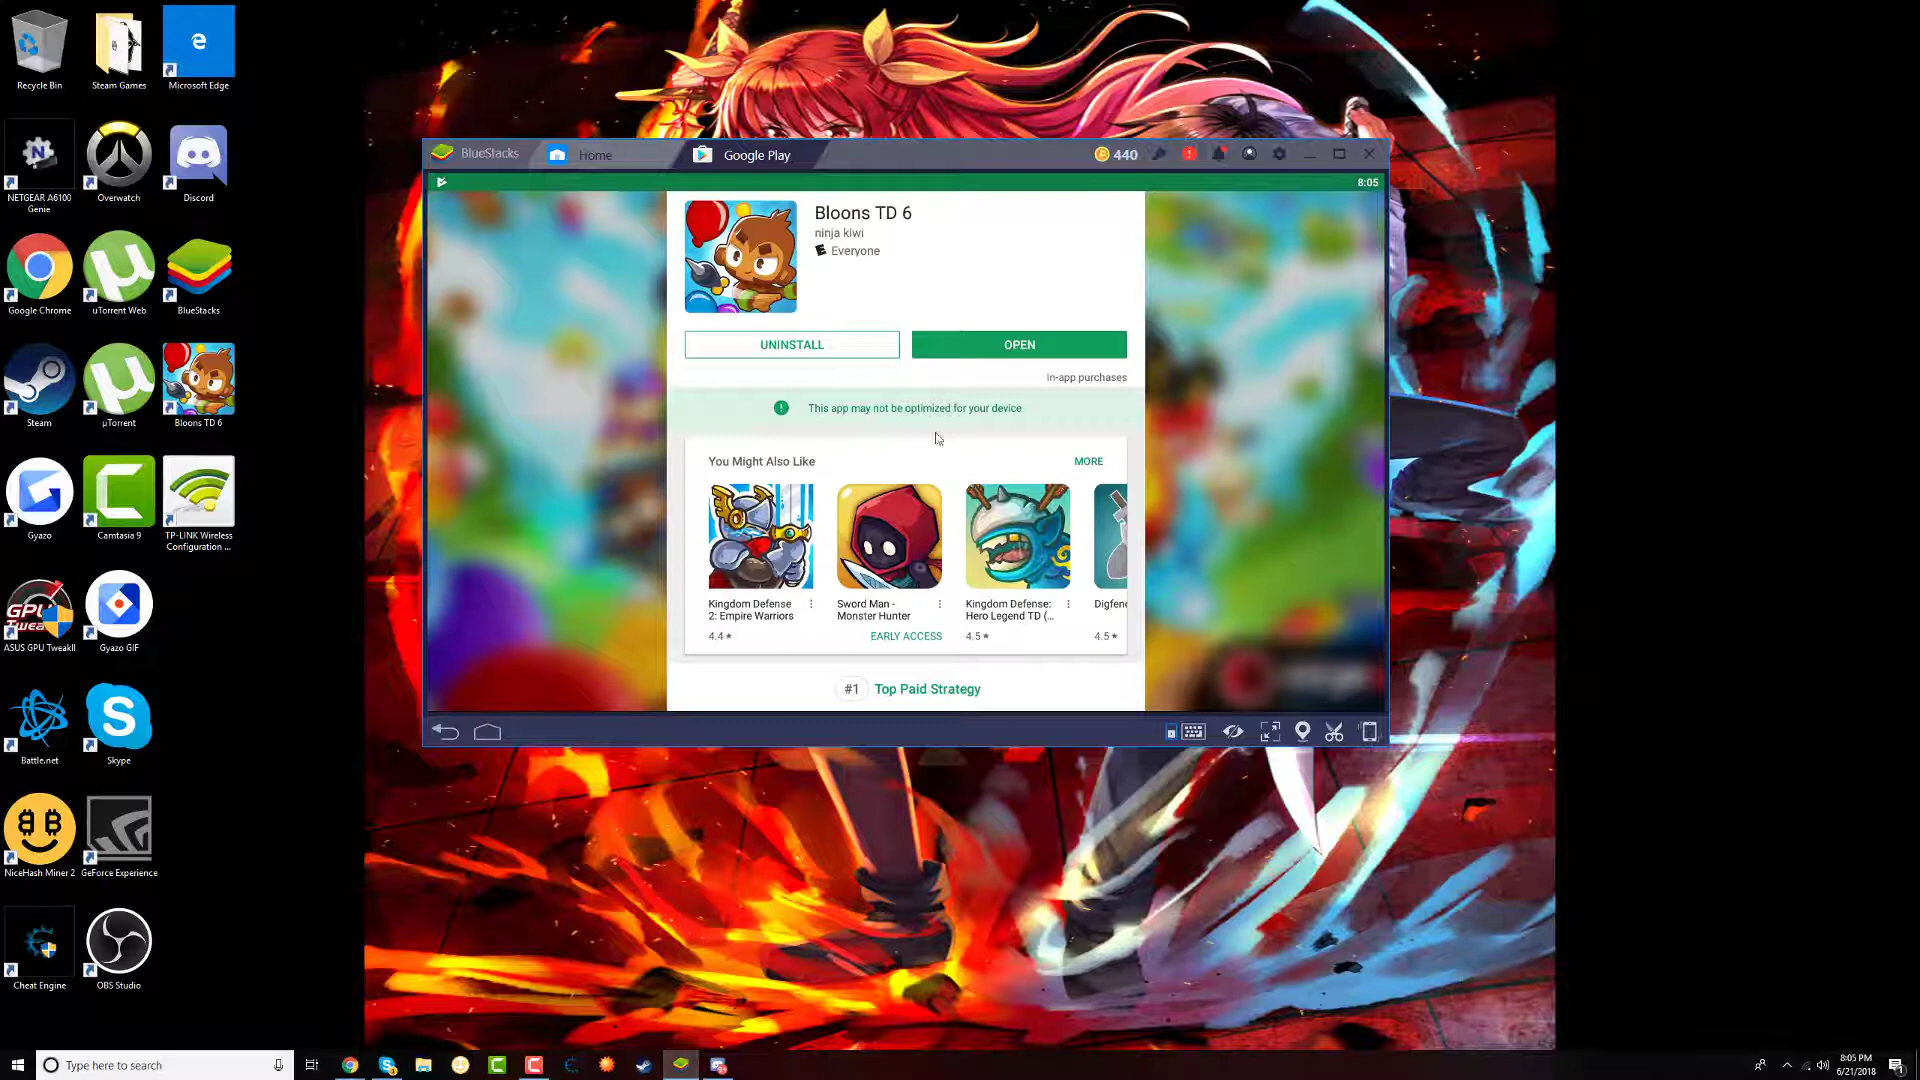 Recycle Bin
Steam Games
Microsoft Edge
NETGEAR A6100
Genie
Overwatch
Discord
Google Chrome
uTorrent Web
BlueStacks
Steam
µTorrent
Bloons TD 6
Gyazo
Camtasia 9
TP-LINK Wireless
Configuration ...
ASUS GPU TweakII
Gyazo GIF
Battle.net
Skype
NiceHash Miner 2
GeForce Experience
Cheat Engine
OBS Studio
BlueStacks
Home
Google Play
440
8:05
Bloons TD 6
ninja kiwi
Everyone
UNINSTALL
OPEN
In-app purchases
This app may not be optimized for your device
You Might Also Like
MORE
Kingdom Defense
2: Empire Warriors
4.4
Sword Man -
Monster Hunter
EARLY ACCESS
Kingdom Defense:
Hero Legend TD (...
4.5
Digfen
4.5
#1 Top Paid Strategy
Type here to search
8:05 PM
6/21/2018